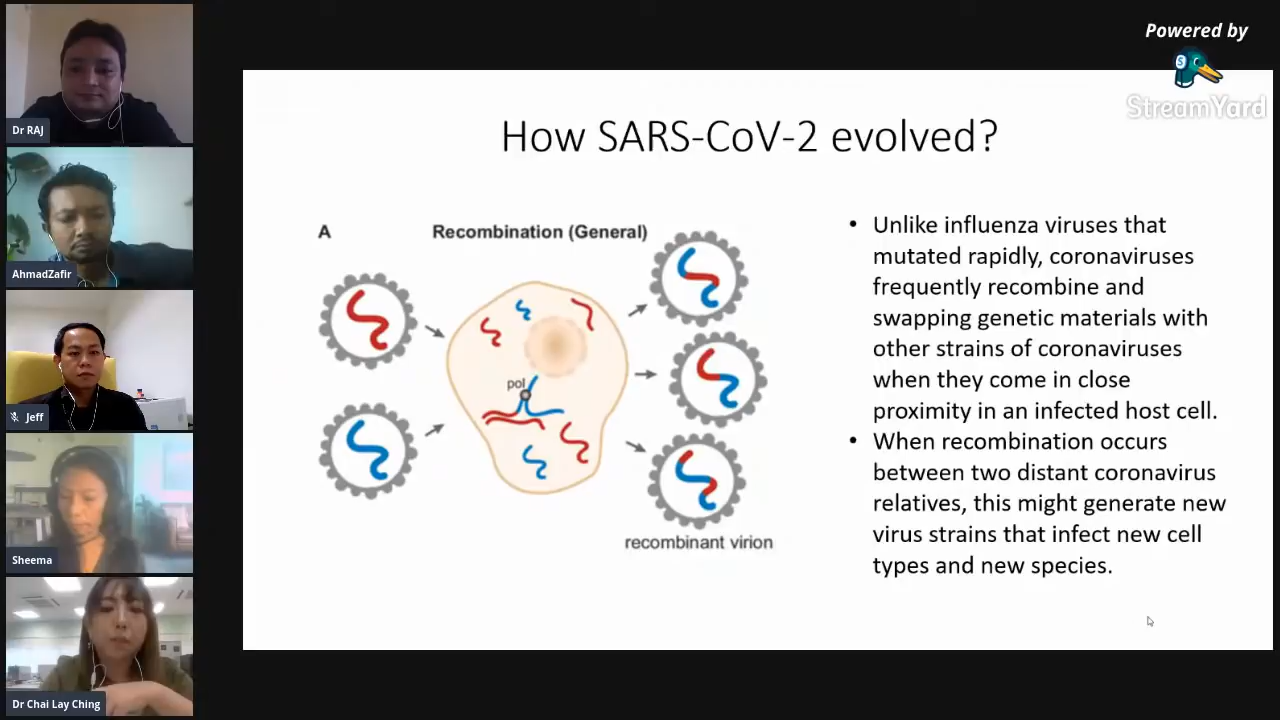 Powered by
StreamYard
Dr RAJ
AhmadZafir
Jeff
Sheema
Dr Chai Lay Ching
How SARS-CoV-2 evolved?
A
Recombination (General)
pol
recombinant virion
• Unlike influenza viruses that
mutated rapidly, coronaviruses
frequently recombine and
swapping genetic materials with
other strains of coronaviruses
when they come in close
proximity in an infected host cell.
• When recombination occurs
between two distant coronavirus
relatives, this might generate new
virus strains that infect new cell
types and new species.